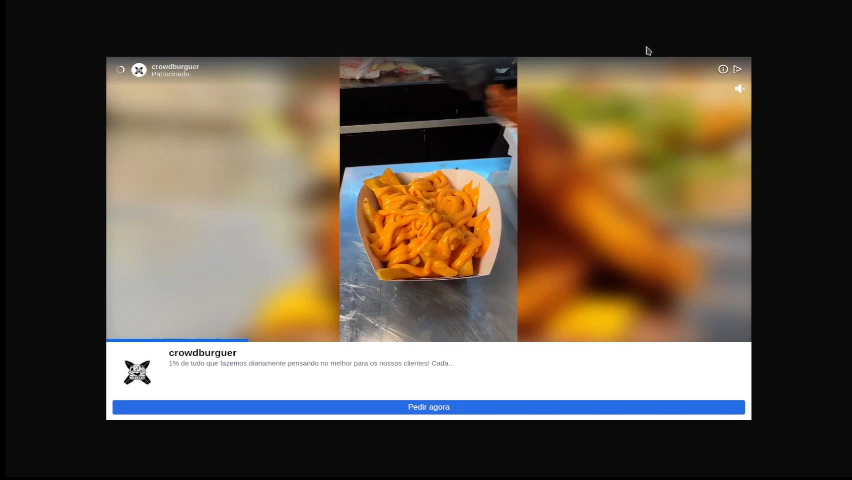 crowdburguer
Patrocinado
crowdburguer
1% de tudo que fazemos diariamente pensando no melhor para os nossos clientes! Cada...
Pedir agora